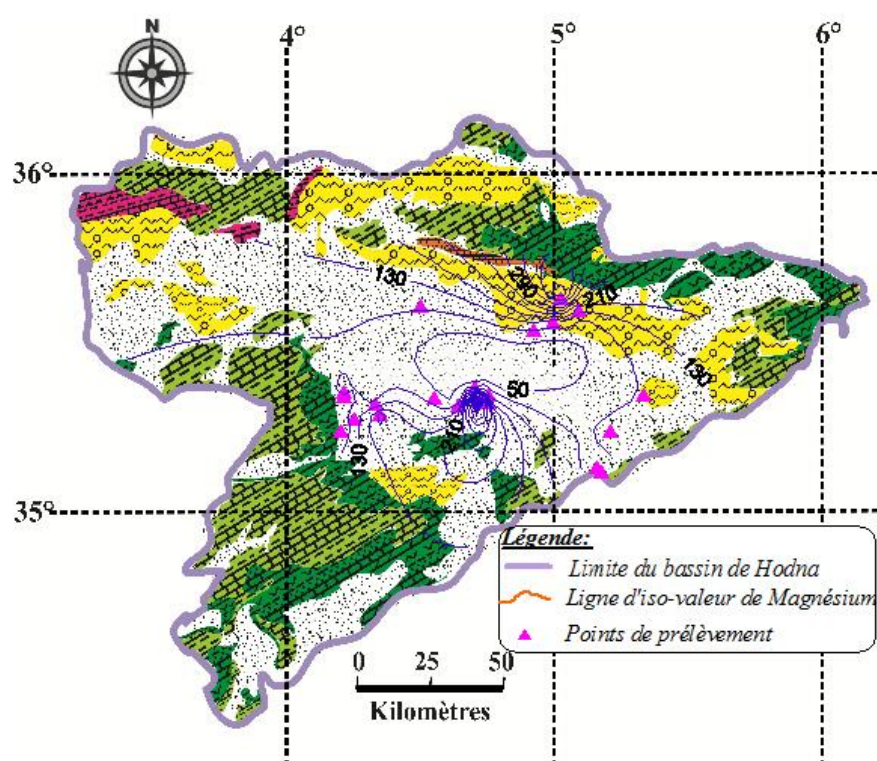 N
4°
5°
6°
36°
130
290
210
50
130
210
130
35°
Légende:
Limite du bassin de Hodna
Ligne d'iso-valeur de Magnésium
Points de prélèvement
0 25 50
Kilomètres